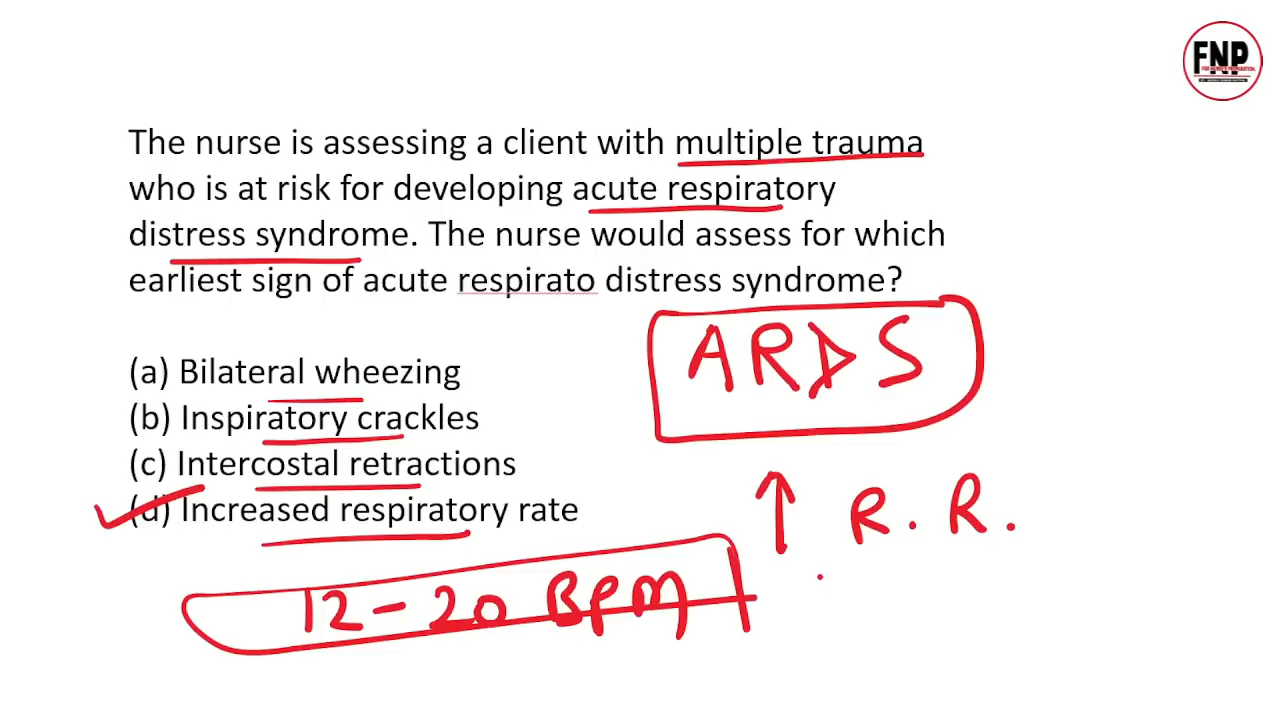 FNP
The nurse is assessing a client with multiple trauma
who is at risk for developing acute respiratory
distress syndrome. The nurse would assess for which
earliest sign of acute respirato distress syndrome?
ARDS
(a) Bilateral wheezing
(b) Inspiratory crackles
(c) Intercostal retractions
(d) Increased respiratory rate
↑ R. R.
12-20 BPM